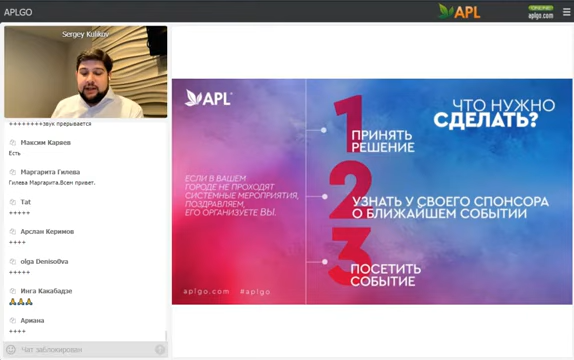 APLGO
APL
ONLINE
aplgo.com
Sergey Kulikov
++++++++звук прерывается
Максим Каряев
Есть
Маргарита Гилева
Гилева Маргарита.Всем привет.
Tat
+++++
Арслан Керимов
++++
olga Deniso0va
+++++
Инга Какабадзе
🙏🙏🙏
Ариана
++++
Чат заблокирован
APL
ЧТО НУЖНО
СДЕЛАТЬ?
1
ПРИНЯТЬ
РЕШЕНИЕ
2
УЗНАТЬ У СВОЕГО СПОНСОРА
О БЛИЖАЙШЕМ СОБЫТИИ
3
ПОСЕТИТЬ
СОБЫТИЕ
ЕСЛИ В ВАШЕМ
ГОРОДЕ НЕ ПРОХОДЯТ
СИСТЕМНЫЕ МЕРОПРИЯТИЯ,
ПОЗДРАВЛЯЕМ,
ЕГО ОРГАНИЗУЕТЕ ВЫ.
aplgo.com #aplgo